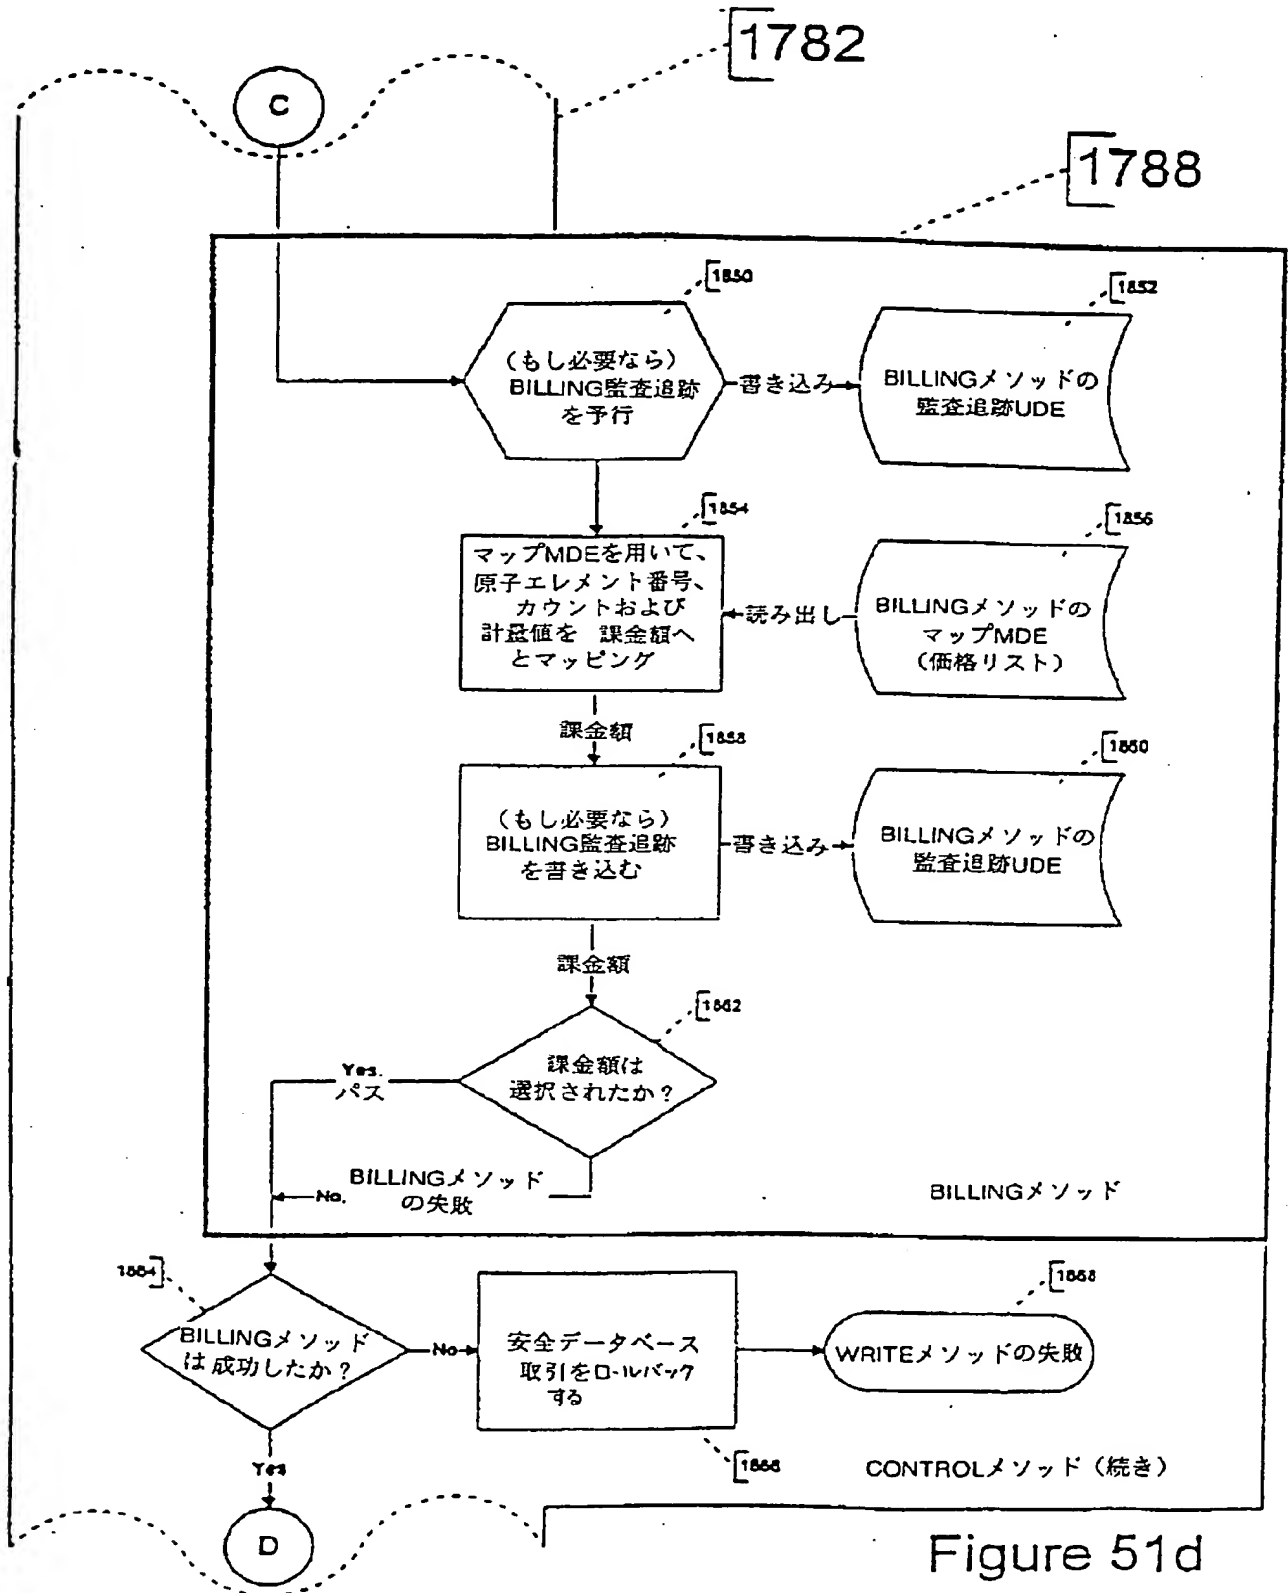 1782
C
1788
1850
1852
(もし必要なら)
BILLING監査追跡
を予行
書き込み
BILLINGメソッドの
監査追跡UDE
1854
1856
マップMDEを用いて、
原子エレメント番号、
カウントおよび
計量値を 課金額へ
とマッピング
読み出し
BILLINGメソッドの
マップMDE
(価格リスト)
課金額
1858
1860
(もし必要なら)
BILLING監査追跡
を書き込む
書き込み
BILLINGメソッドの
監査追跡UDE
課金額
1862
課金額は
選択されたか?
Yes.
パス
BILLINGメソッド
の失敗
No.
BILLINGメソッド
1864
1868
BILLINGメソッド
は成功したか?
No
安全データベース
取引をロールバック
する
WRITEメソッドの失敗
1866
Yes
CONTROLメソッド(続き)
D
Figure 51d